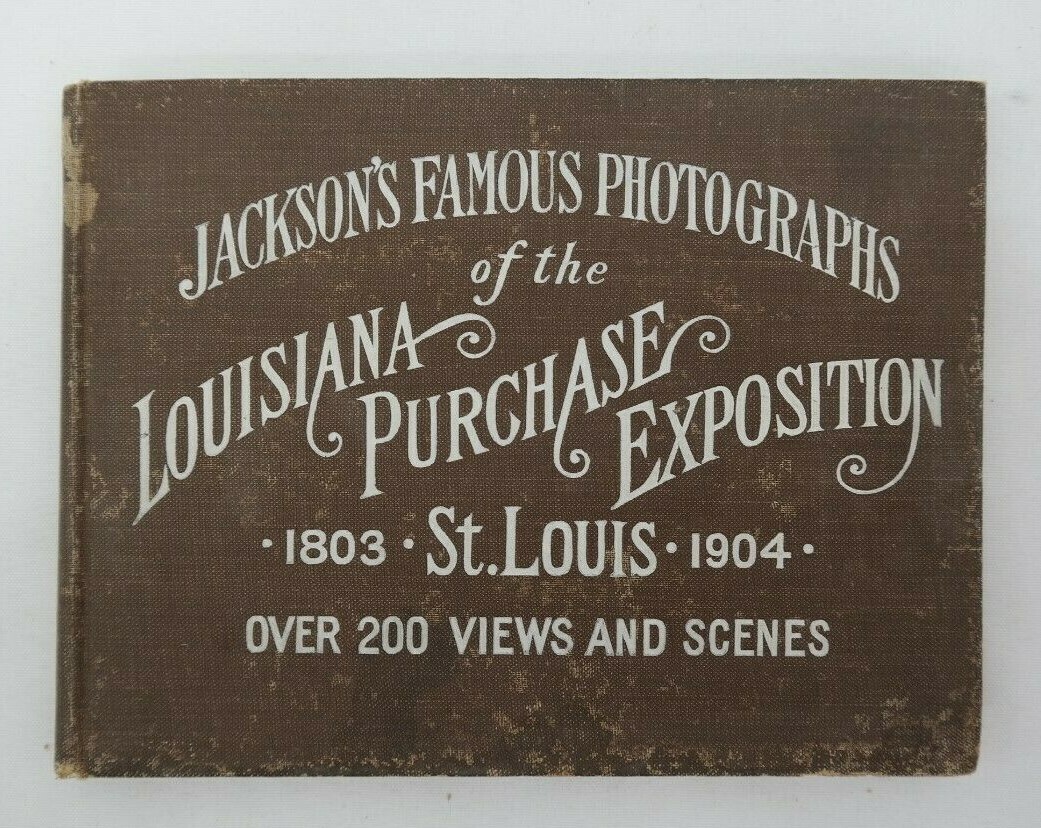 JACKSON'S FAMOUS PHOTOGRAPHS
of the
LOUISIANA
PURCHASE
EXPOSITION
·1803·St. LOUIS·1904·
OVER 200 VIEWS AND SCENES